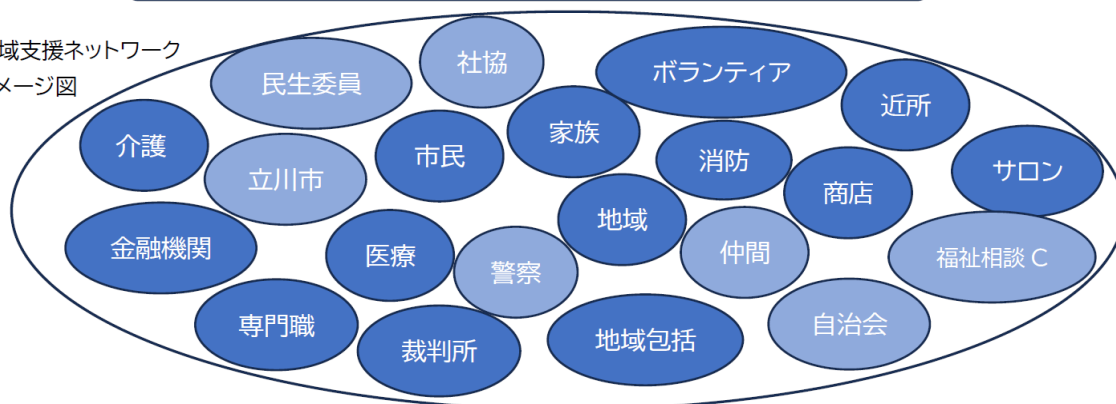 域支援ネットワーク
メージ図
社協
民生委員
ボランティア
近所
介護
市民
家族
消防
サロン
立川市
商店
金融機関
医療
地域
仲間
福祉相談 C
警察
専門職
裁判所
地域包括
自治会